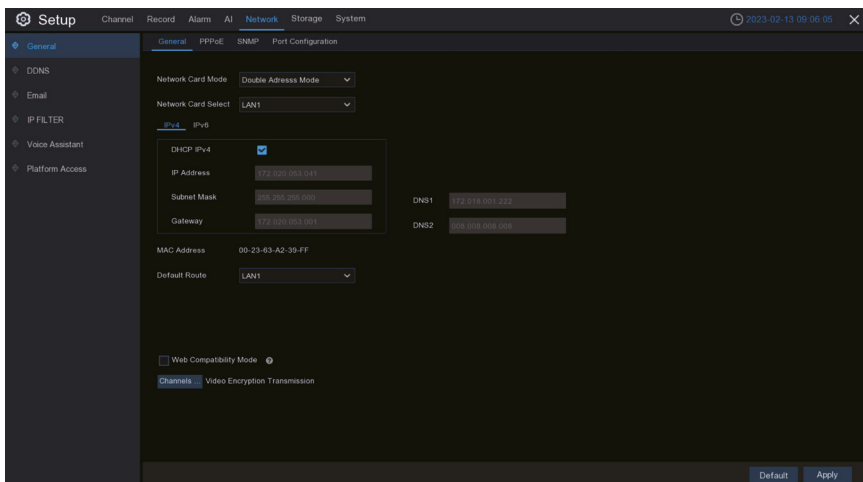 Setup Channel Record Alarm AI Network Storage System 2023-02-13 09:06:05
General PPPoE SNMP Port Configuration
General
DDNS
Email
IP FILTER
Voice Assistant
Platform Access
Network Card Mode Double Adresss Mode
Network Card Select LAN1
IPv4 IPv6
DHCP IPv4
IP Address 172.020.053.041
Subnet Mask 255.255.255.000
Gateway 172.020.053.001
DNS1 172.018.001.222
DNS2 008.008.008.008
MAC Address 00-23-63-A2-39-FF
Default Route LAN1
Web Compatibility Mode
Channels ... Video Encryption Transmission
Default Apply